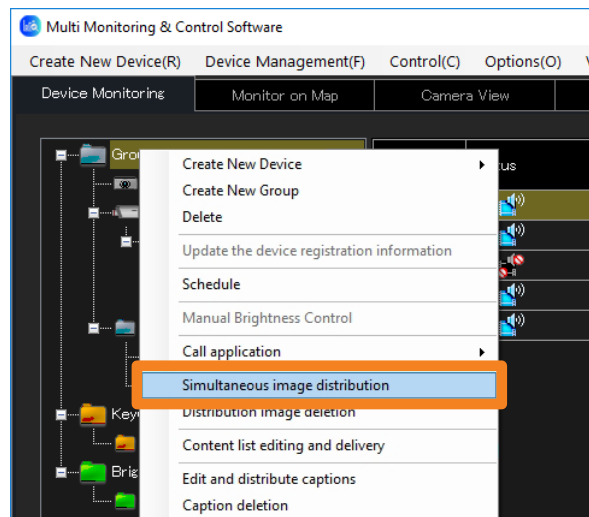 Multi Monitoring & Control Software
Create New Device(R) Device Management(F) Control(C) Options(O)
Device Monitoring Monitor on Map Camera View
Create New Device
Create New Group
Delete
Update the device registration information
Schedule
Manual Brightness Control
Call application
Simultaneous image distribution
Distribution image deletion
Content list editing and delivery
Edit and distribute captions
Caption deletion